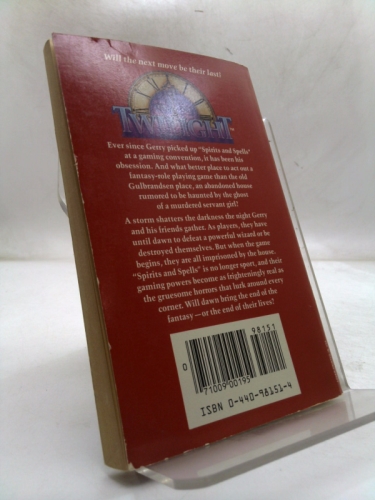 Will the next move be their last?
TWILIGHT™
Ever since Gerry picked up "Spirits and Spells"
at a gaming convention, it has been his
obsession. And what better place to act out a
fantasy-role playing game than the old
Gulbrandsen place, an abandoned house
rumored to be haunted by the ghost
of a murdered servant girl?
A storm shatters the darkness the night Gerry
and his friends gather. As players, they have
until dawn to defeat a powerful wizard or be
destroyed themselves. But when the game
begins, they are all imprisoned by the house.
"Spirits and Spells" is no longer sport, and their
gaming powers become as frighteningly real as
the gruesome horrors that lurk around every
corner. Will dawn bring the end of the
fantasy—or the end of their lives?
98151
0
71009 00195
ISBN 0-440-98151-4